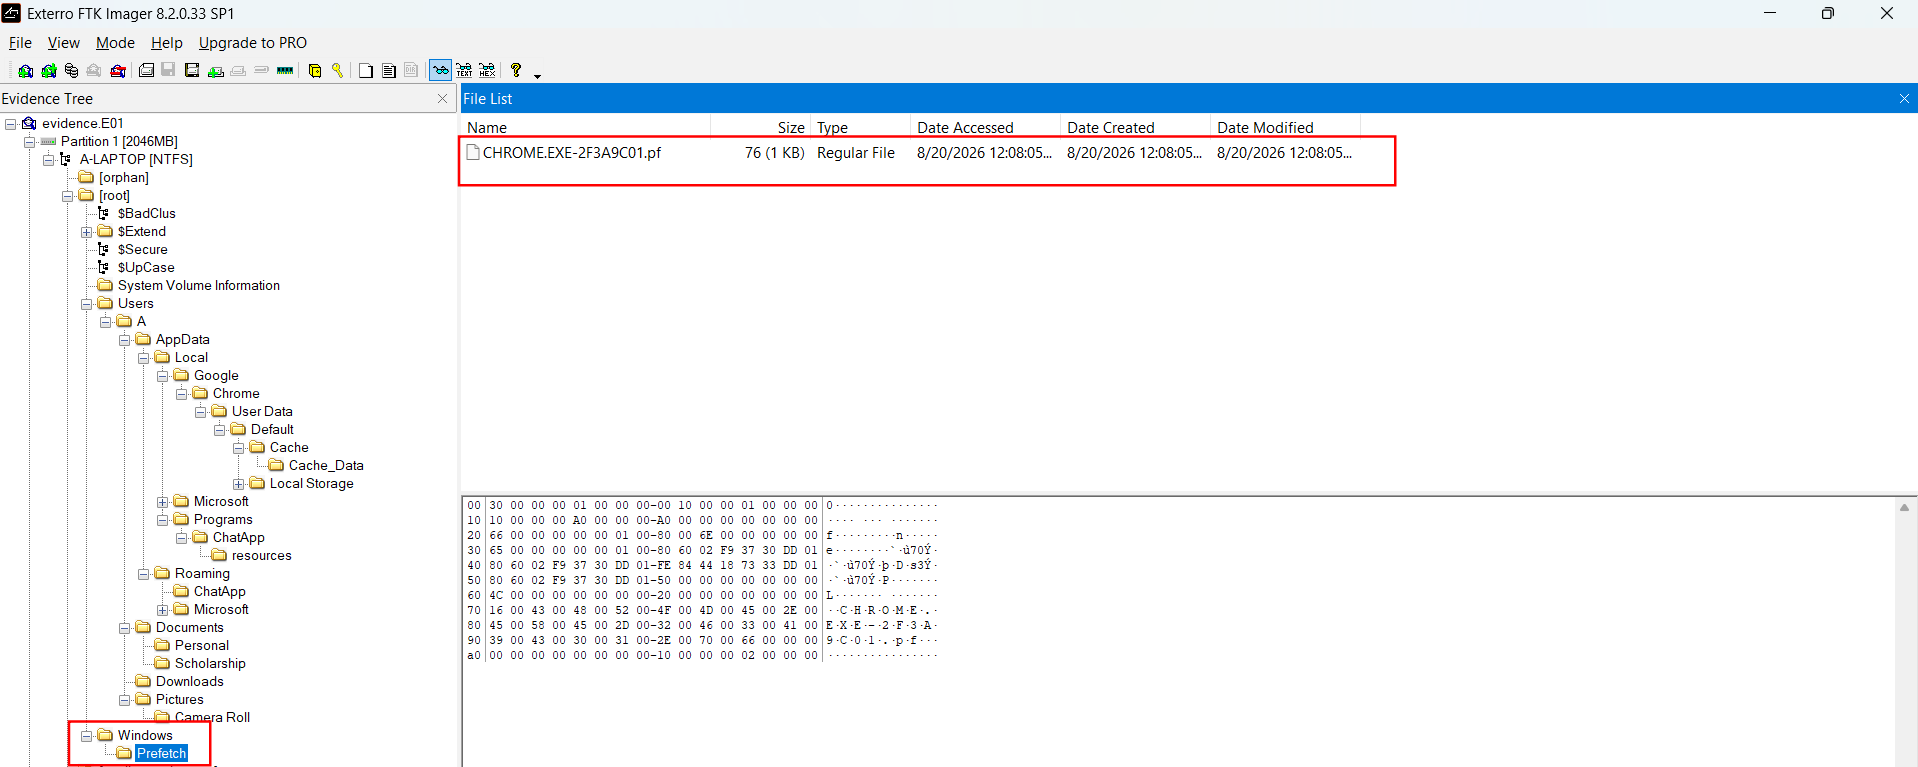 Exterro FTK Imager 8.2.0.33 SP1
File View Mode Help Upgrade to PRO
TEXT HEX
Evidence Tree
evidence.E01
Partition 1 [2046MB]
A-LAPTOP [NTFS]
[orphan]
[root]
$BadClus
$Extend
$Secure
$UpCase
System Volume Information
Users
A
AppData
Local
Google
Chrome
User Data
Default
Cache
Cache_Data
Local Storage
Microsoft
Programs
ChatApp
resources
Roaming
ChatApp
Microsoft
Documents
Personal
Scholarship
Downloads
Pictures
Camera Roll
Windows
Prefetch
File List
Name Size Type Date Accessed Date Created Date Modified
CHROME.EXE-2F3A9C01.pf 76 (1 KB) Regular File 8/20/2026 12:08:05... 8/20/2026 12:08:05... 8/20/2026 12:08:05...
00 30 00 00 00 01 00 00 00-00 10 00 00 01 00 00 00 0···············
10 10 00 00 00 A0 00 00 00-A0 00 00 00 00 00 00 00 ···· ··· ·······
20 66 00 00 00 00 00 01 00-80 00 6E 00 00 00 00 00 f·········n·····
30 65 00 00 00 00 00 01 00-80 60 02 F9 37 30 DD 01 e········`·ù70Ý·
40 80 60 02 F9 37 30 DD 01-FE 84 44 18 73 33 DD 01 ·`·ù70Ý·þ·D·s3Ý·
50 80 60 02 F9 37 30 DD 01-50 00 00 00 00 00 00 00 ·`·ù70Ý·P·······
60 4C 00 00 00 00 00 00 00-20 00 00 00 00 00 00 00 L······· ·······
70 16 00 43 00 48 00 52 00-4F 00 4D 00 45 00 2E 00 ··C·H·R·O·M·E·.·
80 45 00 58 00 45 00 2D 00-32 00 46 00 33 00 41 00 E·X·E·-·2·F·3·A·
90 39 00 43 00 30 00 31 00-2E 00 70 00 66 00 00 00 9·C·0·1·.·p·f···
a0 00 00 00 00 00 00 00 00-10 00 00 00 02 00 00 00 ················